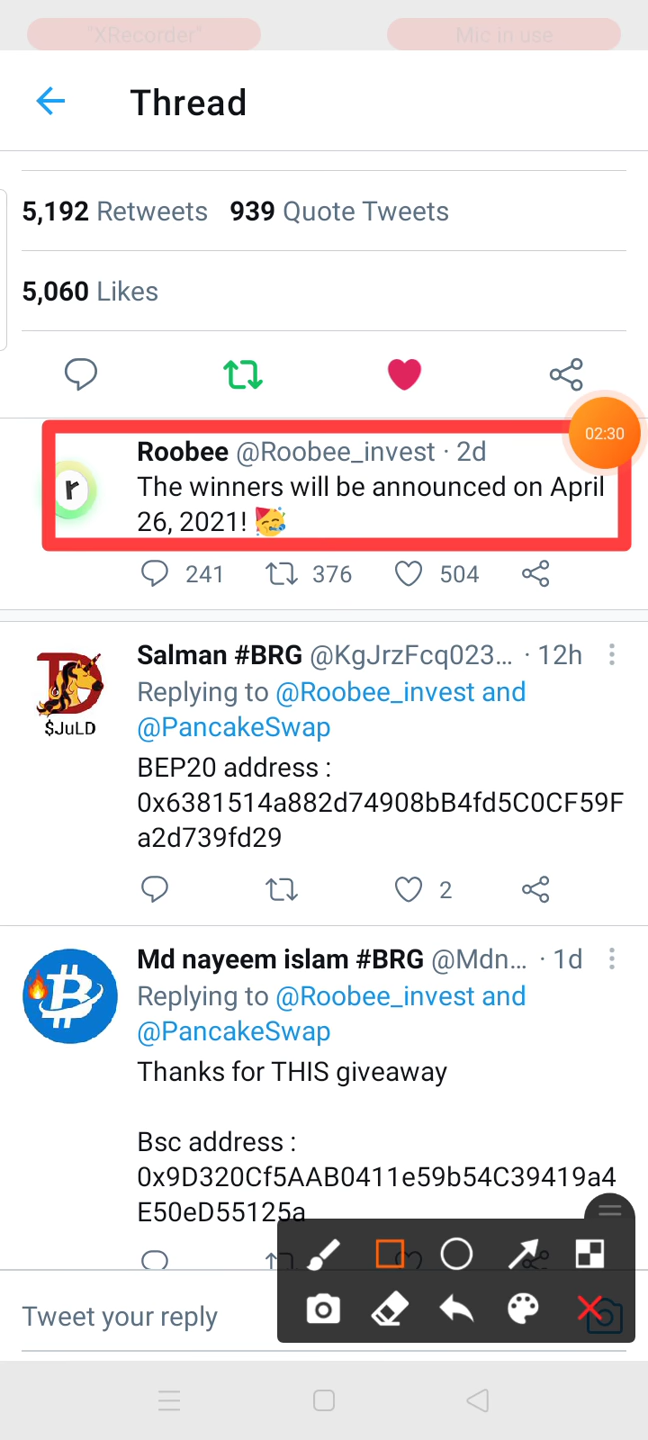 "XRecorder" Mic in use
Thread
5,192 Retweets 939 Quote Tweets
5,060 Likes
Roobee @Roobee_invest · 2d
02:30
The winners will be announced on April
26, 2021! 🥳
r
241 376 504
Salman #BRG @KgJrzFcq023... · 12h
Replying to @Roobee_invest and
@PancakeSwap
$JuLD
BEP20 address :
0x6381514a882d74908bB4fd5C0CF59F
a2d739fd29
2
Md nayeem islam #BRG @Mdn... · 1d
Replying to @Roobee_invest and
@PancakeSwap
Thanks for THIS giveaway
Bsc address :
0x9D320Cf5AAB0411e59b54C39419a4
E50eD55125a
Tweet your reply